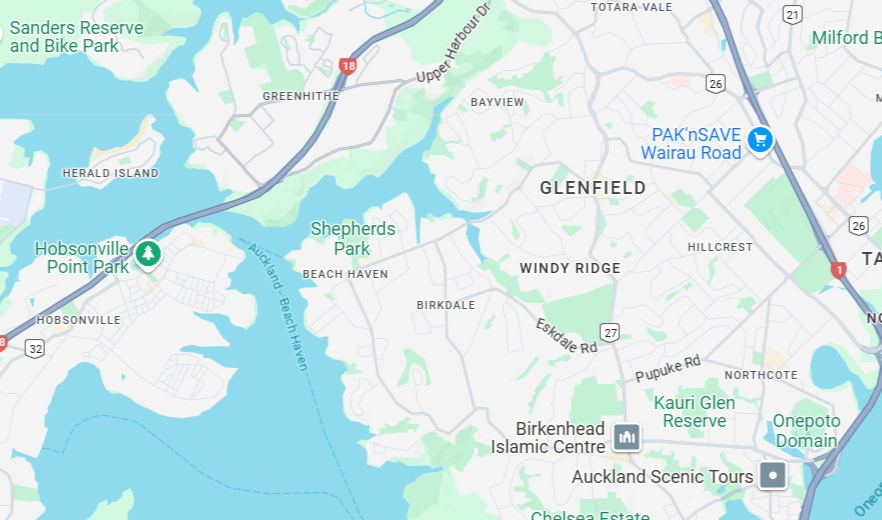 TOTARA VALE
21
Sanders Reserve
and Bike Park
Milford B
18
Upper Harbour Dr
26
GREENHITHE
BAYVIEW
PAK'nSAVE
Wairau Road
HERALD ISLAND
GLENFIELD
26
Shepherds
Park
Hobsonville
Point Park
HILLCREST
TA
BEACH HAVEN
WINDY RIDGE
1
Auckland - Beach Haven
BIRKDALE
HOBSONVILLE
NO
Eskdale Rd
27
8
32
Pupuke Rd
NORTHCOTE
Kauri Glen
Reserve
Onepoto
Domain
Birkenhead
Islamic Centre
Auckland Scenic Tours
Oneo
Chelsea Estate